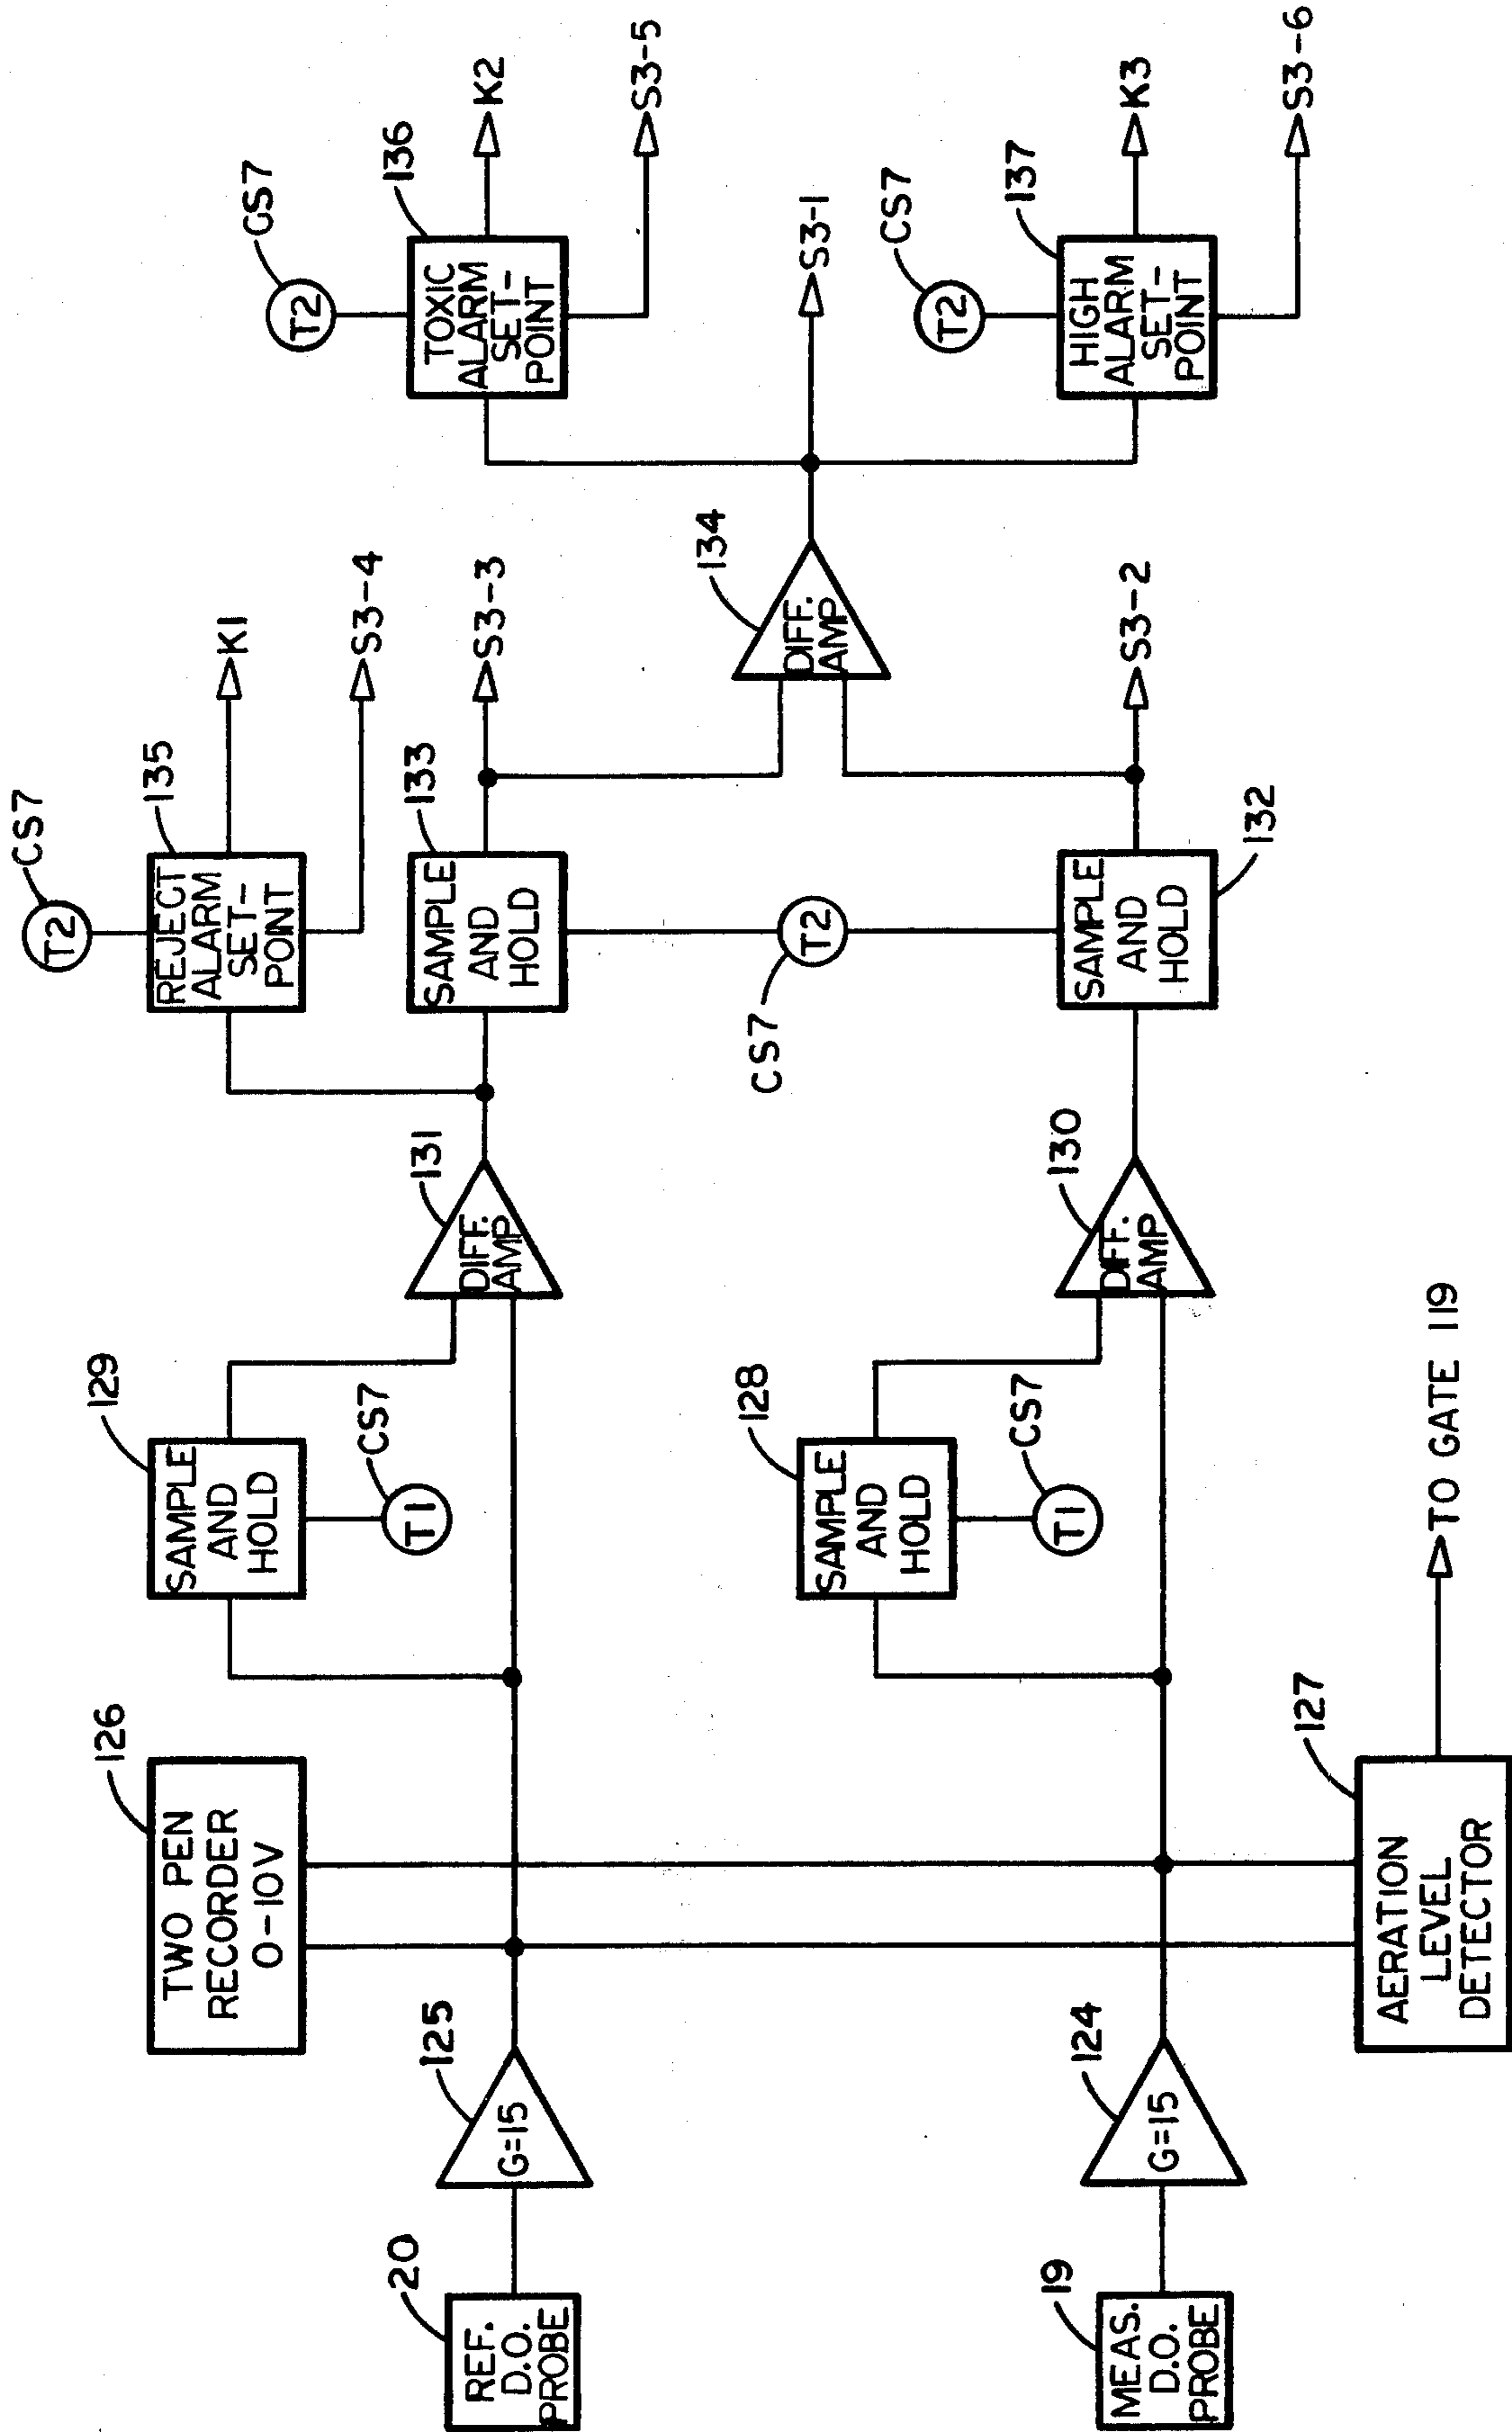 CS7
T2
135
REJECT
ALARM
SET-
POINT
K1
S3-4
GS7
T2
136
TOXIC
ALARM
SET-
POINT
K2
S3-5
126
TWO PEN
RECORDER
0-10V
129
SAMPLE
AND
HOLD
CS7
T1
131
DIFF.
AMP
133
SAMPLE
AND
HOLD
S3-3
20
REF.
D.O.
PROBE
125
G=15
CS7
T2
134
DIFF.
AMP
S3-1
19
MEAS.
D.O.
PROBE
124
G=15
128
SAMPLE
AND
HOLD
CS7
T1
130
DIFF.
AMP
132
SAMPLE
AND
HOLD
S3-2
CS7
T2
137
HIGH
ALARM
SET-
POINT
K3
S3-6
127
AERATION
LEVEL
DETECTOR
TO GATE 119